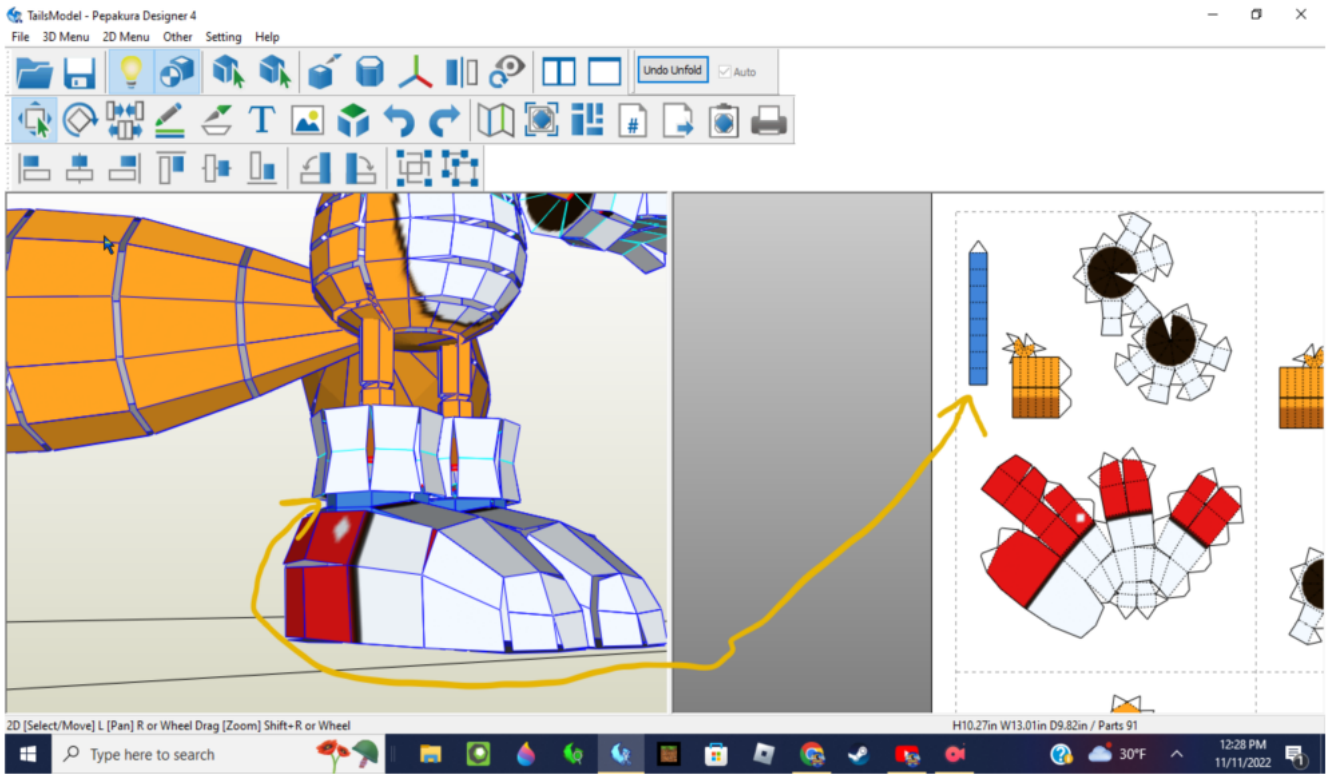 TailsModel - Pepakura Designer 4
File 3D Menu 2D Menu Other Setting Help
Undo Unfold Auto
T
#
2D [Select/Move] L [Pan] R or Wheel Drag [Zoom] Shift+R or Wheel
H10.27in W13.01in D9.82in / Parts 91
Type here to search
30°F
12:28 PM
11/11/2022
1